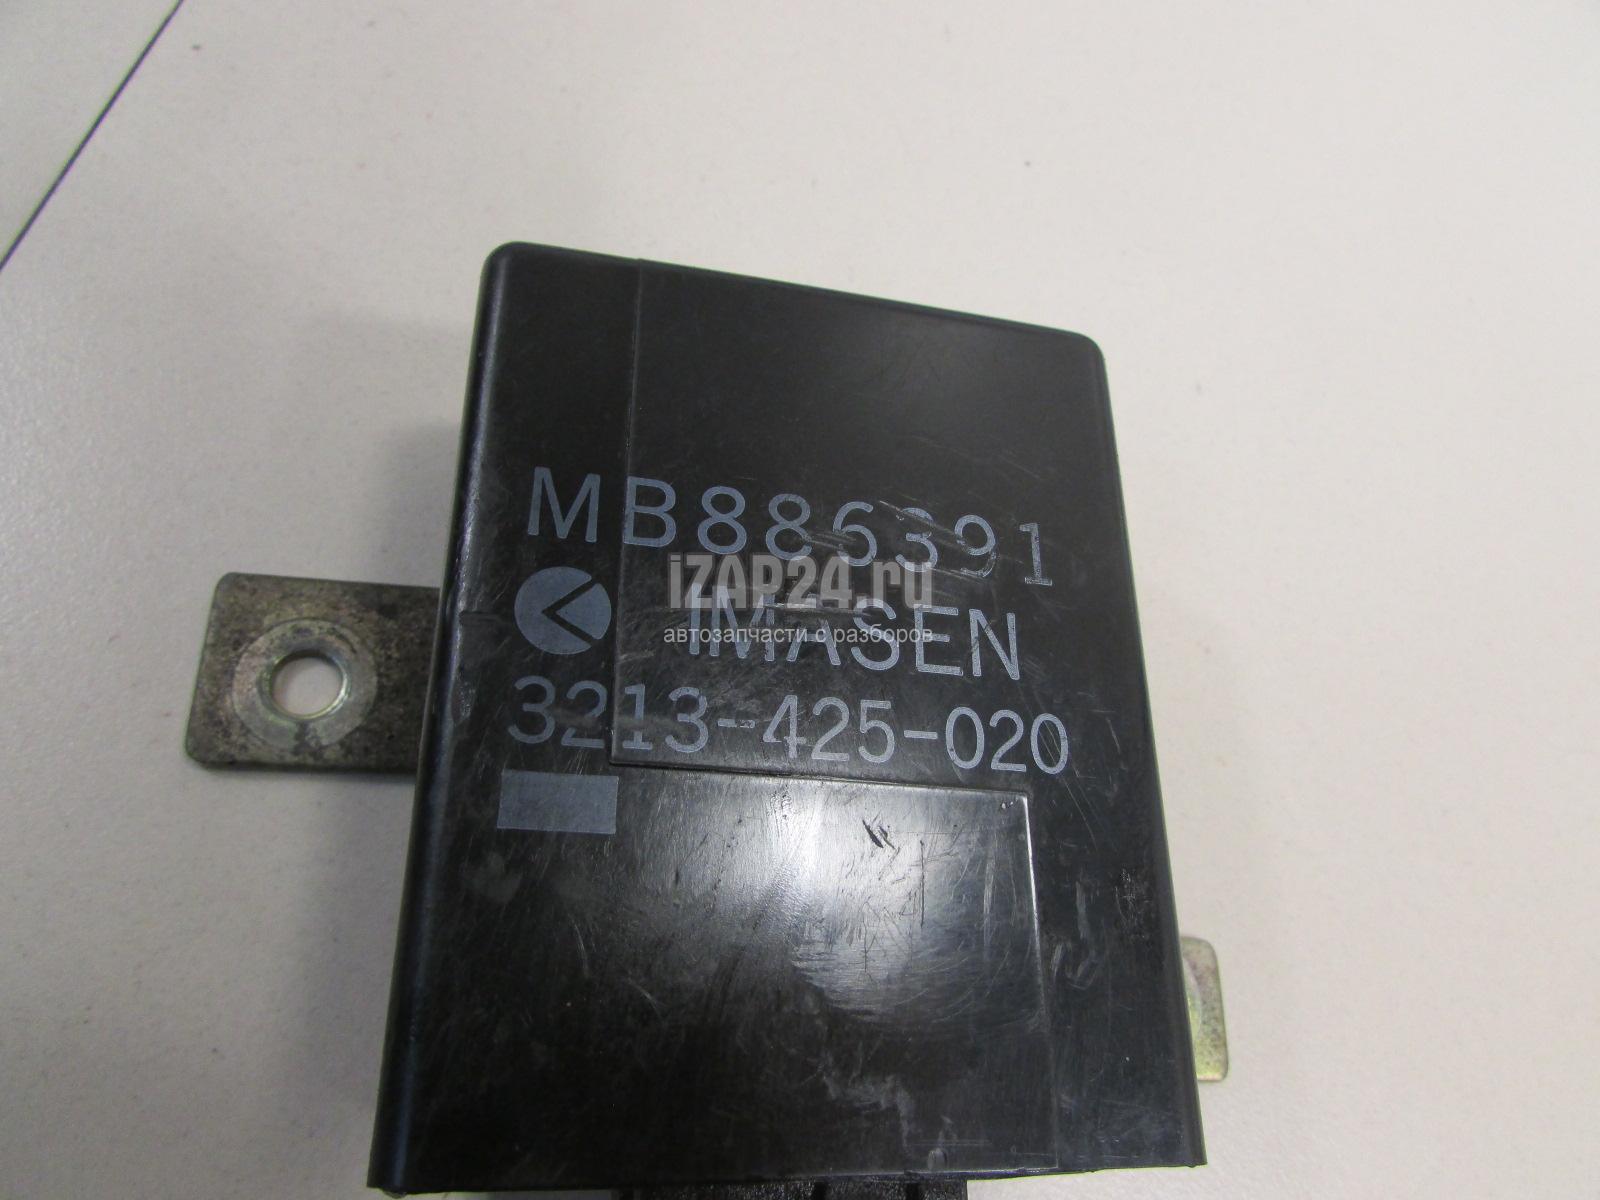 MB886391
iZAP24.ru
IMASEN
автозапчасти с разборов
3213-425-020